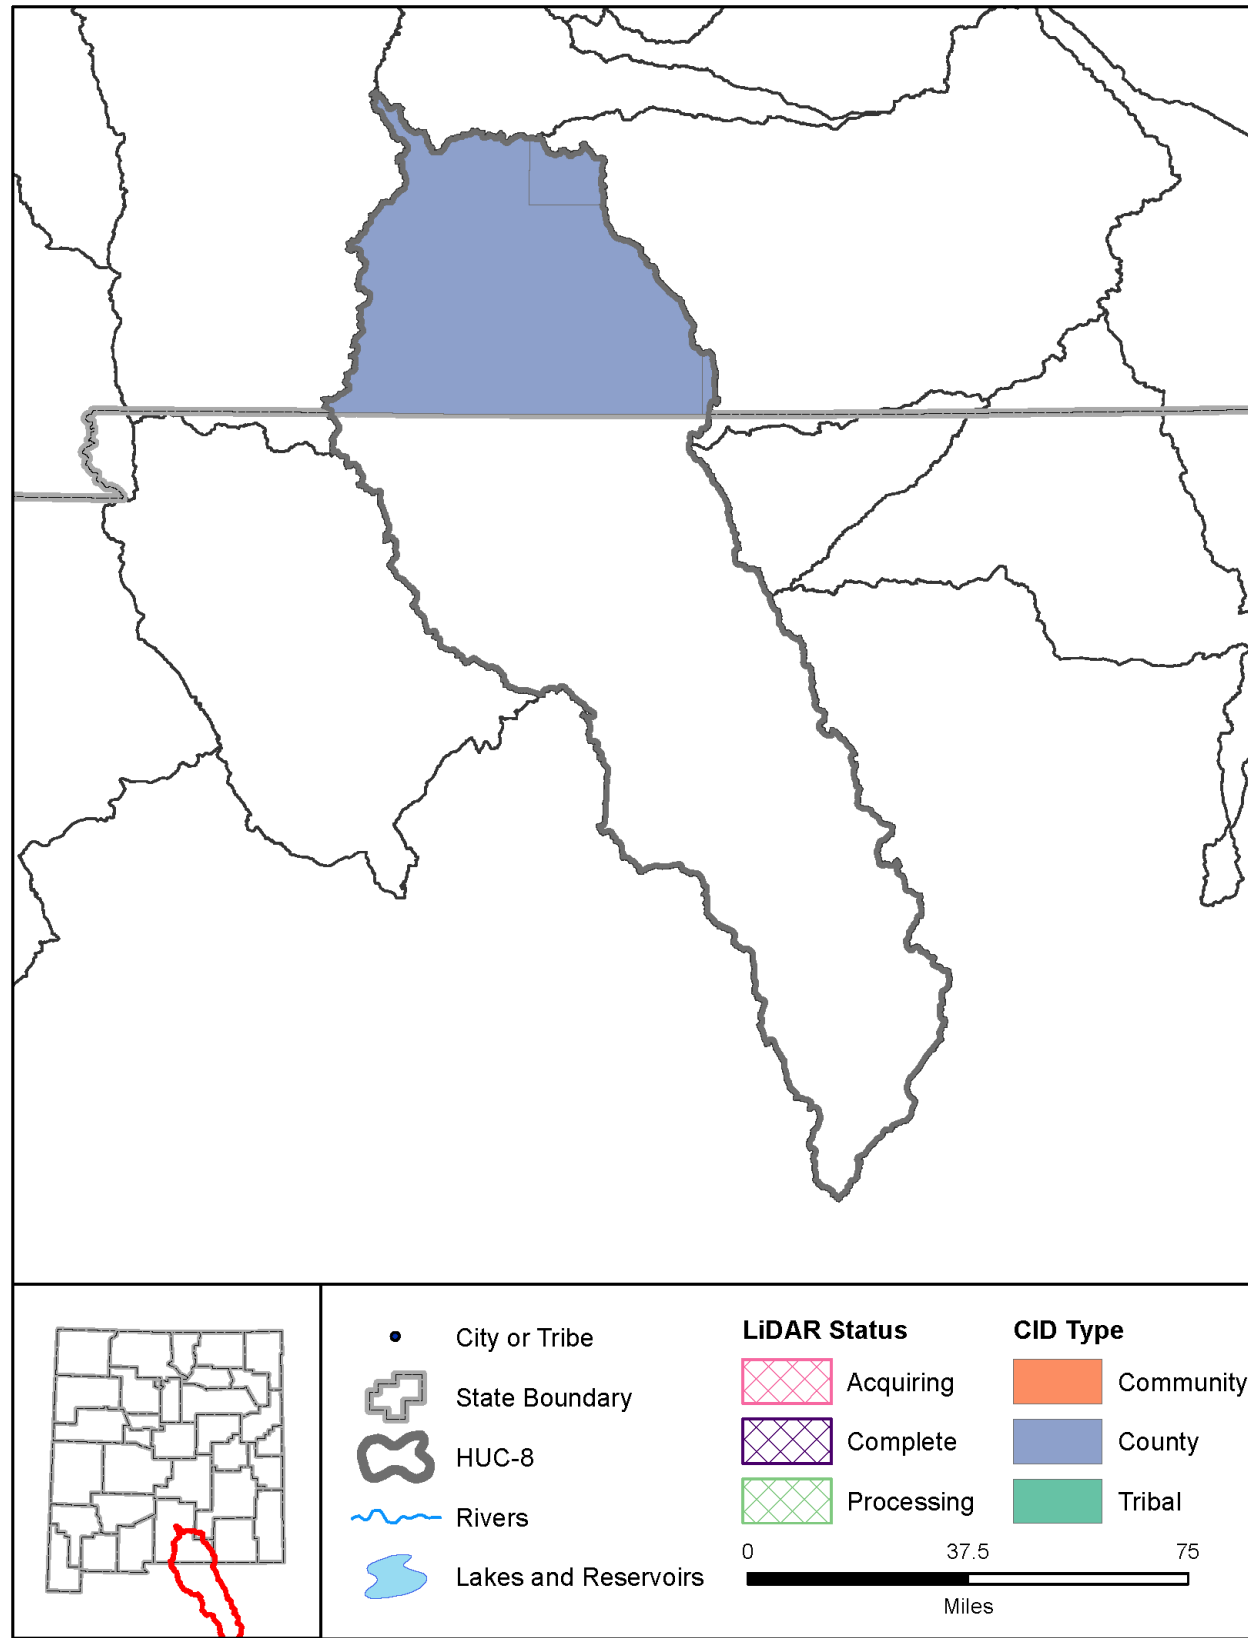 City or Tribe
State Boundary
HUC-8
Rivers
Lakes and Reservoirs
LiDAR Status
Acquiring
Complete
Processing
CID Type
Community
County
Tribal
0 37.5 75
Miles